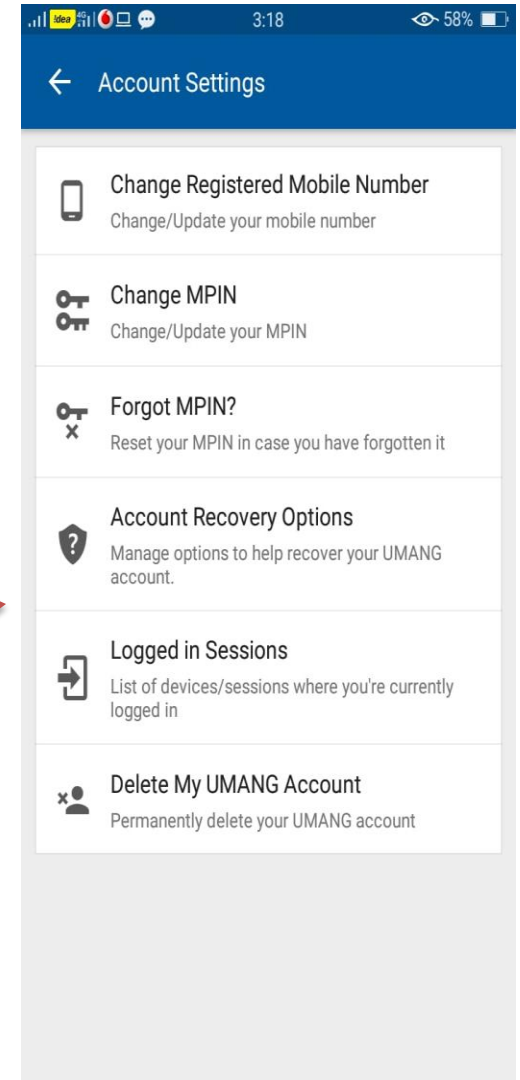 idea 4G 3:18 58%
Account Settings
Change Registered Mobile Number
Change/Update your mobile number
Change MPIN
Change/Update your MPIN
Forgot MPIN?
Reset your MPIN in case you have forgotten it
Account Recovery Options
Manage options to help recover your UMANG
account.
Logged in Sessions
List of devices/sessions where you're currently
logged in
Delete My UMANG Account
Permanently delete your UMANG account